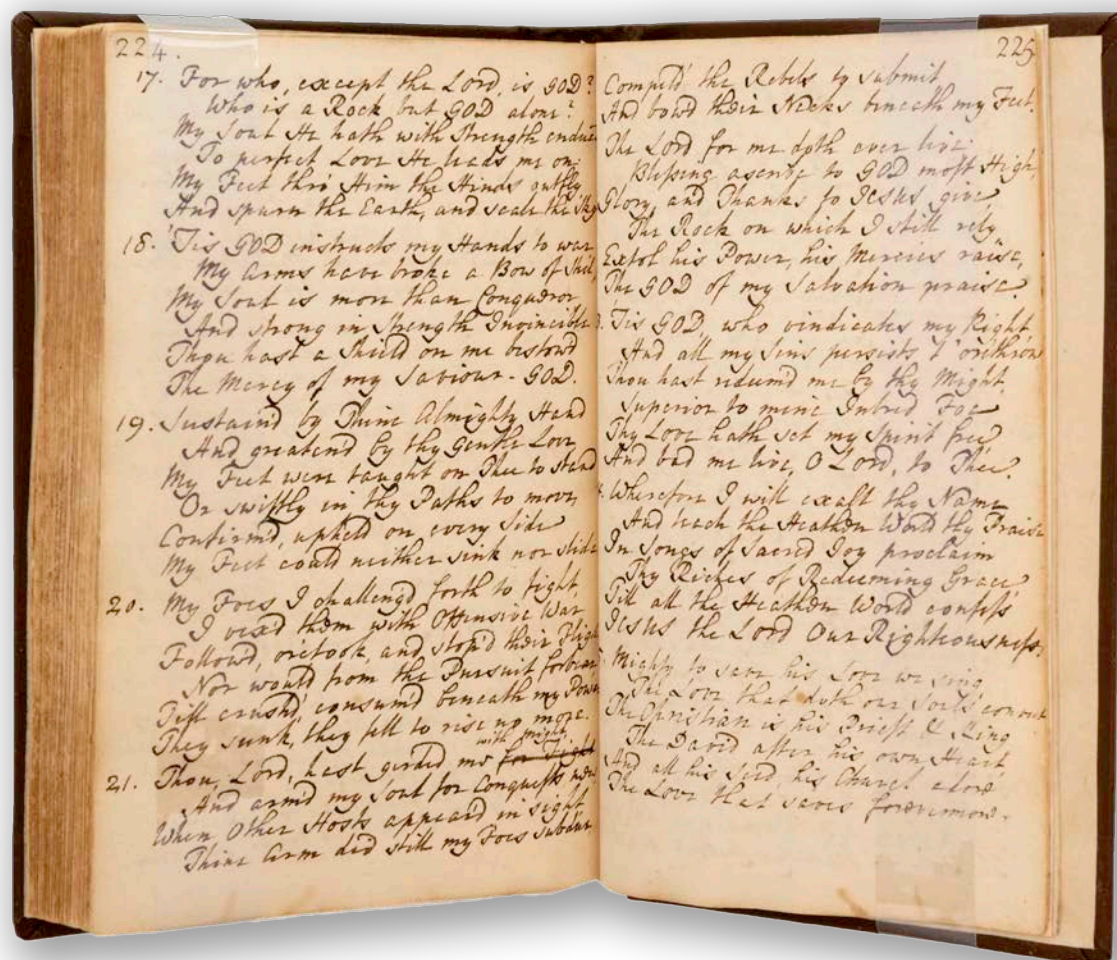 224.
17. For who, except the Lord, is GOD?
Who is a Rock but GOD alone?
My Soul He hath with Strength endued
To perfect Love He leads me on:
My Feet thro' Him the Hinds outfly
And spurn the Earth, and scale the Sky
18. 'Tis GOD instructs my Hands to war
My Arms have broke a Bow of Steel,
My Soul is more than Conqueror
And strong in Strength Invincible
Thou hast a Shield on me bestow'd
The Mercy of my Saviour-GOD.
19. Sustain'd by Thine Almighty Hand
And greaten'd by thy Gentle Love
My Feet were taught on Thee to stand
Or swiftly in thy Paths to move,
Confirm'd, upheld on every Side
My Feet could neither sink nor slide
20. My Foes I challeng'd forth to fight,
I vex'd them with Offensive War
Follow'd, o'retook, and stop'd their Flight
Nor would from the Pursuit forbear
Till crush'd, consum'd beneath my Power
They sunk, they fell to rise no more.
with might
21. Thou, Lord, hast girded me for Fight
And arm'd my Soul for Conquests new
When Other Hosts appear'd in sight
Thine Arm did still my Foes subdue
225
Compell'd the Rebels to submit
And bow'd their Necks beneath my Feet.
The Lord for me doth ever live
Blessing ascribe to GOD most High,
Glory, and Thanks to Jesus give
The Rock on which I still rely
Extol his Power, his Mercies raise,
The GOD of my Salvation praise.
'Tis GOD, who vindicates my Right
And all my Sins persists t' o'rethrow
Thou hast redeem'd me by thy Might
Superior to mine Inbred Foe
Thy Love hath set my Spirit free
And bad me live, O Lord, to Thee.
Wherefore I will exalt thy Name
And teach the Heathen World thy Praise
In Songs of Sacred Joy proclaim
Thy Riches of Redeeming Grace
Till all the Heathen World confess
Jesus the Lord Our Righteousness.
Mighty to save his Love we sing
The Love that doth our Souls convert
The Christian is his Priest & King
The David after his own Heart
And all his Seed, his Church adore
The Love that saves forevermore.